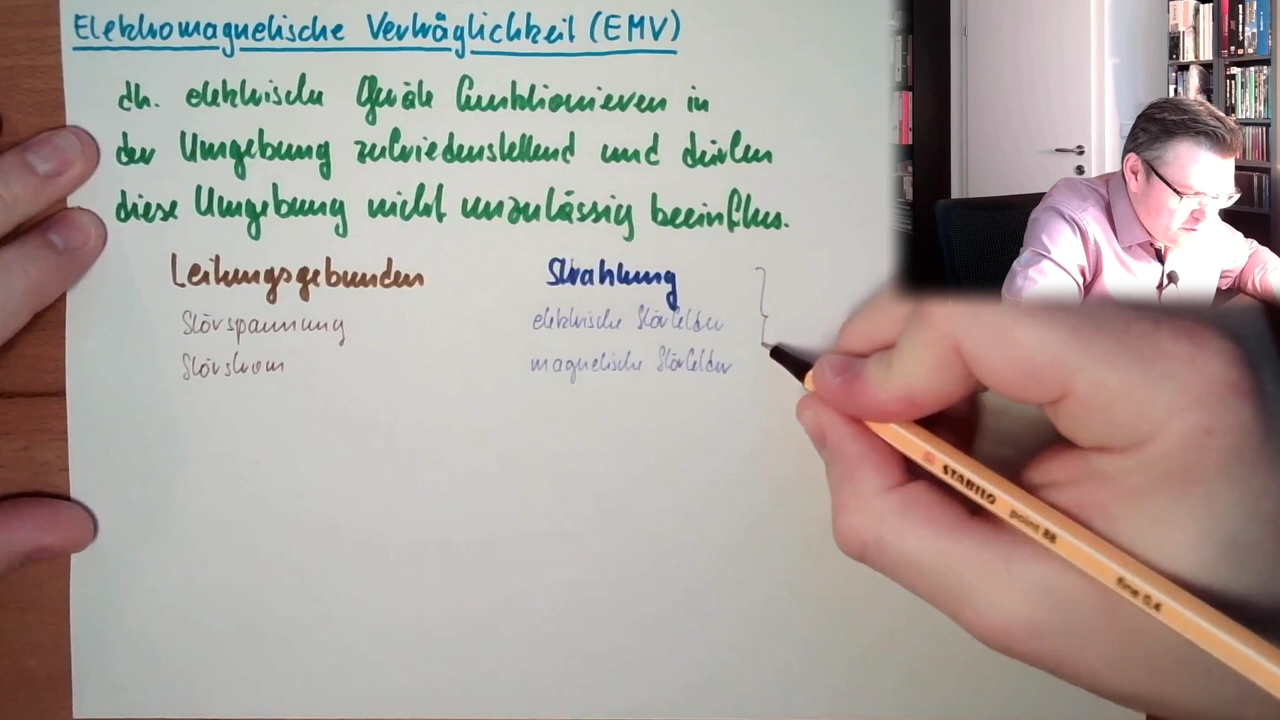 Elektromagnetische Verträglichkeit (EMV)
dh. elektrische Geräte funktionieren in
der Umgebung zufriedenstellend und dürfen
diese Umgebung nicht unzulässig beeinflus.
Leitungsgebunden
Strahlung
Störspannung
elektrische Störfelder
Störstrom
magnetische Störfelder
STABILO point 88 fine 0,4